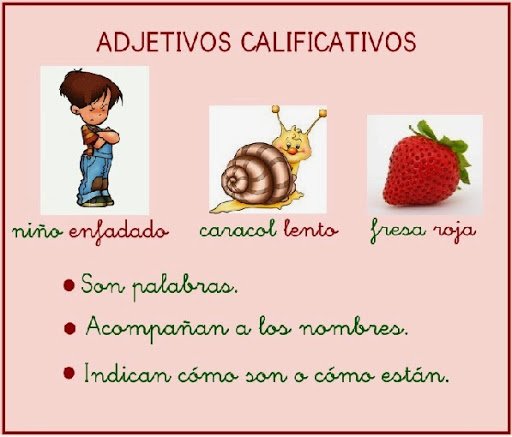 ADJETIVOS CALIFICATIVOS
niño enfadado caracol lento fresa roja
Son palabras.
Acompañan a los nombres.
Indican cómo son o cómo están.